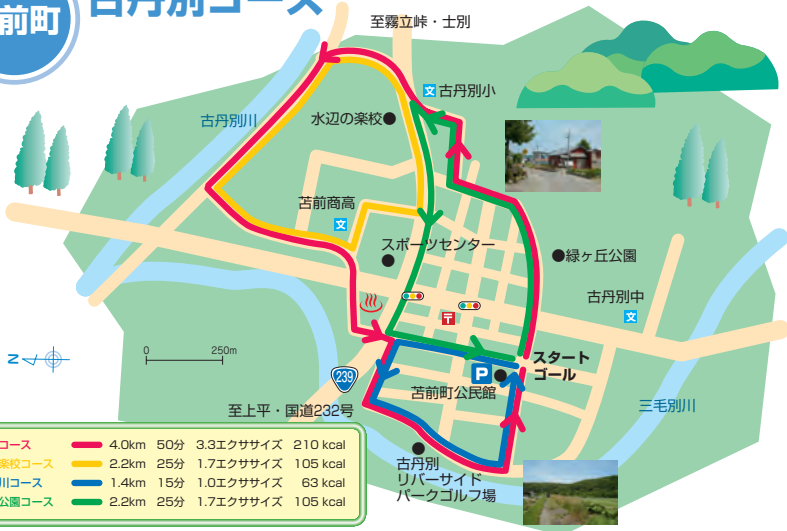 前町
古丹別コース
至霧立峠・士別
古丹別小
古丹別川
水辺の楽校
苫前商高
スポーツセンター
緑ヶ丘公園
古丹別中
N
0 250m
239
P
スタート
ゴール
苫前町公民館
至上平・国道232号
三毛別川
古丹別
リバーサイド
パークゴルフ場
コース 4.0km 50分 3.3エクササイズ 210 kcal
楽校コース 2.2km 25分 1.7エクササイズ 105 kcal
川コース 1.4km 15分 1.0エクササイズ 63 kcal
公園コース 2.2km 25分 1.7エクササイズ 105 kcal